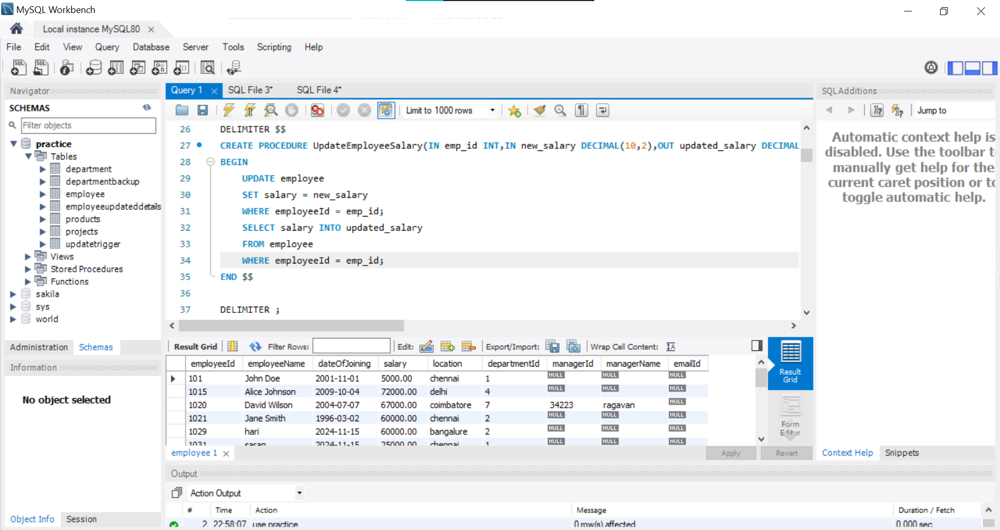 MySQL Workbench
Local instance MySQL80
File Edit View Query Database Server Tools Scripting Help
Navigator
SCHEMAS
Filter objects
practice
Tables
department
departmentbackup
employee
employeeupdateddetails
products
projects
updatetrigger
Views
Stored Procedures
Functions
sakila
sys
world
Administration Schemas
Information
No object selected
Object Info Session
Query 1 SQL File 3* SQL File 4*
Limit to 1000 rows
26 DELIMITER $$
27 CREATE PROCEDURE UpdateEmployeeSalary(IN emp_id INT,IN new_salary DECIMAL(10,2),OUT updated_salary DECIMAL
28 BEGIN
29 UPDATE employee
30 SET salary = new_salary
31 WHERE employeeId = emp_id;
32 SELECT salary INTO updated_salary
33 FROM employee
34 WHERE employeeId = emp_id;
35 END $$
36
37 DELIMITER ;
Result Grid Filter Rows: Edit: Export/Import: Wrap Cell Content:
employeeId employeeName dateOfJoining salary location departmentId managerId managerName emailId
101 John Doe 2001-11-01 5000.00 chennai 1 NULL NULL NULL
1015 Alice Johnson 2009-10-04 72000.00 delhi 4 NULL NULL NULL
1020 David Wilson 2004-07-07 67000.00 coimbatore 7 34223 ragavan NULL
1021 Jane Smith 1996-03-02 60000.00 chennai 2 NULL NULL NULL
1029 hari 2024-11-15 60000.00 bangalure 2 NULL NULL NULL
1031 saran 2024-11-15 25000.00 chennai 1 NULL NULL NULL
Result
Grid
Form
Editor
employee 1 Apply Revert
Output
Action Output
# Time Action Message Duration / Fetch
2 22:58:07 use practice 0 row(s) affected 0.000 sec
SQLAdditions
Jump to
Automatic context help is
disabled. Use the toolbar t
manually get help for the
current caret position or to
toggle automatic help.
Context Help Snippets